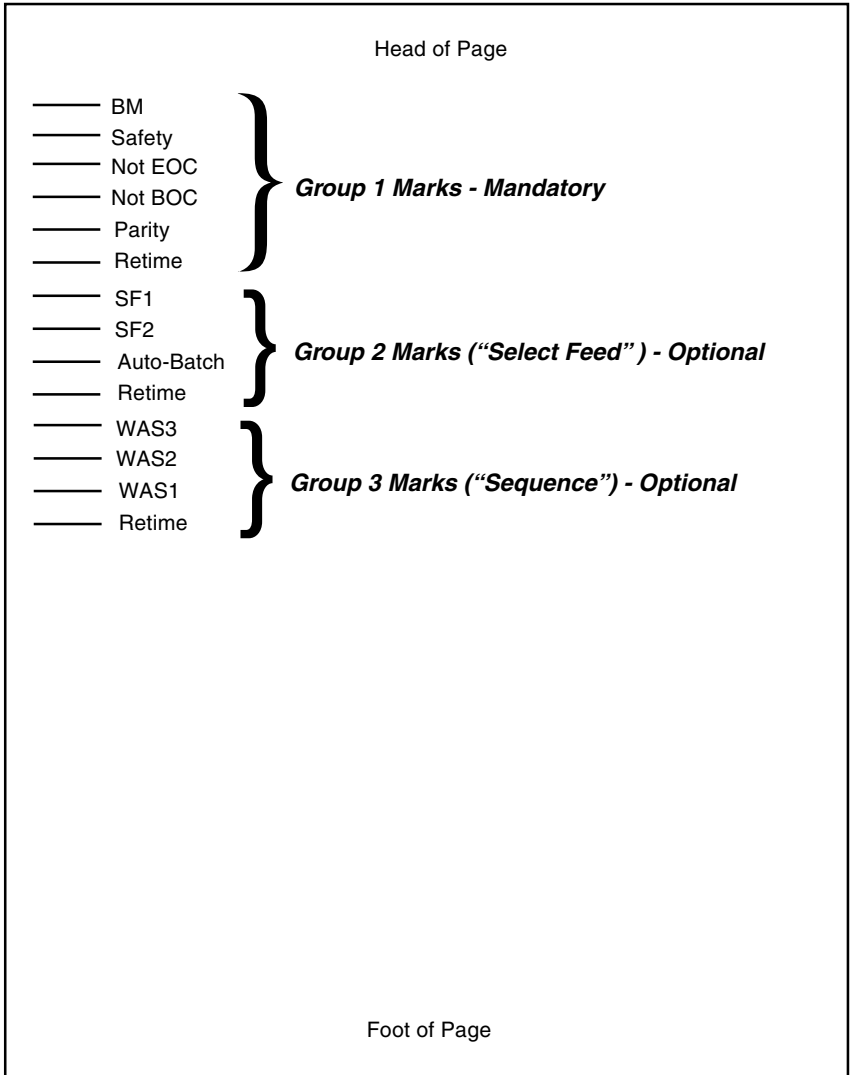 Head of Page
BM
Safety
Not EOC
Not BOC
Parity
Retime
Group 1 Marks - Mandatory
SF1
SF2
Auto-Batch
Retime
Group 2 Marks (“Select Feed” ) - Optional
WAS3
WAS2
WAS1
Retime
Group 3 Marks (“Sequence”) - Optional
Foot of Page